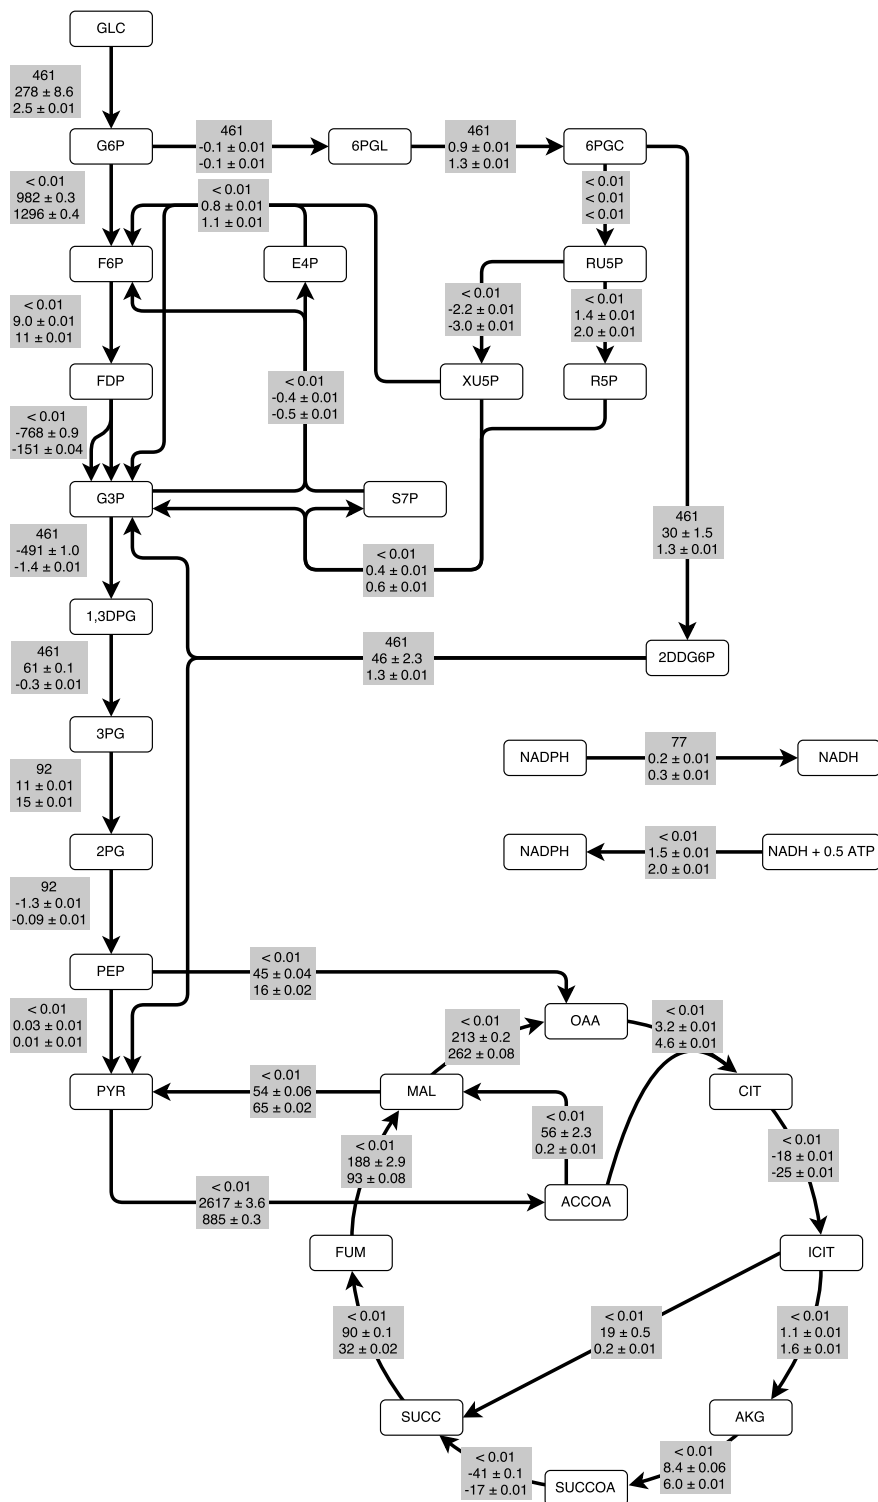 GLC
461
278 ± 8.6
2.5 ± 0.01
G6P
461
-0.1 ± 0.01
-0.1 ± 0.01
6PGL
461
0.9 ± 0.01
1.3 ± 0.01
6PGC
< 0.01
982 ± 0.3
1296 ± 0.4
< 0.01
0.8 ± 0.01
1.1 ± 0.01
< 0.01
< 0.01
< 0.01
F6P
E4P
RU5P
< 0.01
9.0 ± 0.01
11 ± 0.01
< 0.01
-2.2 ± 0.01
-3.0 ± 0.01
< 0.01
1.4 ± 0.01
2.0 ± 0.01
FDP
< 0.01
-0.4 ± 0.01
-0.5 ± 0.01
XU5P
R5P
< 0.01
-768 ± 0.9
-151 ± 0.04
G3P
S7P
461
-491 ± 1.0
-1.4 ± 0.01
< 0.01
0.4 ± 0.01
0.6 ± 0.01
461
30 ± 1.5
1.3 ± 0.01
1,3DPG
461
61 ± 0.1
-0.3 ± 0.01
461
46 ± 2.3
1.3 ± 0.01
2DDG6P
3PG
NADPH
77
0.2 ± 0.01
0.3 ± 0.01
NADH
92
11 ± 0.01
15 ± 0.01
2PG
NADPH
< 0.01
1.5 ± 0.01
2.0 ± 0.01
NADH + 0.5 ATP
92
-1.3 ± 0.01
-0.09 ± 0.01
PEP
< 0.01
45 ± 0.04
16 ± 0.02
< 0.01
0.03 ± 0.01
0.01 ± 0.01
< 0.01
213 ± 0.2
262 ± 0.08
OAA
< 0.01
3.2 ± 0.01
4.6 ± 0.01
PYR
< 0.01
54 ± 0.06
65 ± 0.02
MAL
CIT
< 0.01
56 ± 2.3
0.2 ± 0.01
< 0.01
188 ± 2.9
93 ± 0.08
< 0.01
-18 ± 0.01
-25 ± 0.01
< 0.01
2617 ± 3.6
885 ± 0.3
ACCOA
FUM
ICIT
< 0.01
90 ± 0.1
32 ± 0.02
< 0.01
19 ± 0.5
0.2 ± 0.01
< 0.01
1.1 ± 0.01
1.6 ± 0.01
SUCC
AKG
< 0.01
-41 ± 0.1
-17 ± 0.01
SUCCOA
< 0.01
8.4 ± 0.06
6.0 ± 0.01